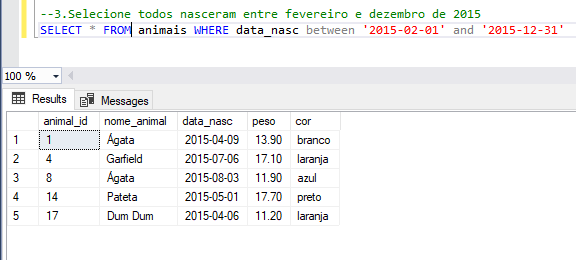 --3.Selecione todos nasceram entre fevereiro e dezembro de 2015
SELECT * FROM animais WHERE data_nasc between '2015-02-01' and '2015-12-31'
100 %
Results Messages
animal_id nome_animal data_nasc peso cor
1 1 Ágata 2015-04-09 13.90 branco
2 4 Garfield 2015-07-06 17.10 laranja
3 8 Ágata 2015-08-03 11.90 azul
4 14 Pateta 2015-05-01 17.70 preto
5 17 Dum Dum 2015-04-06 11.20 laranja